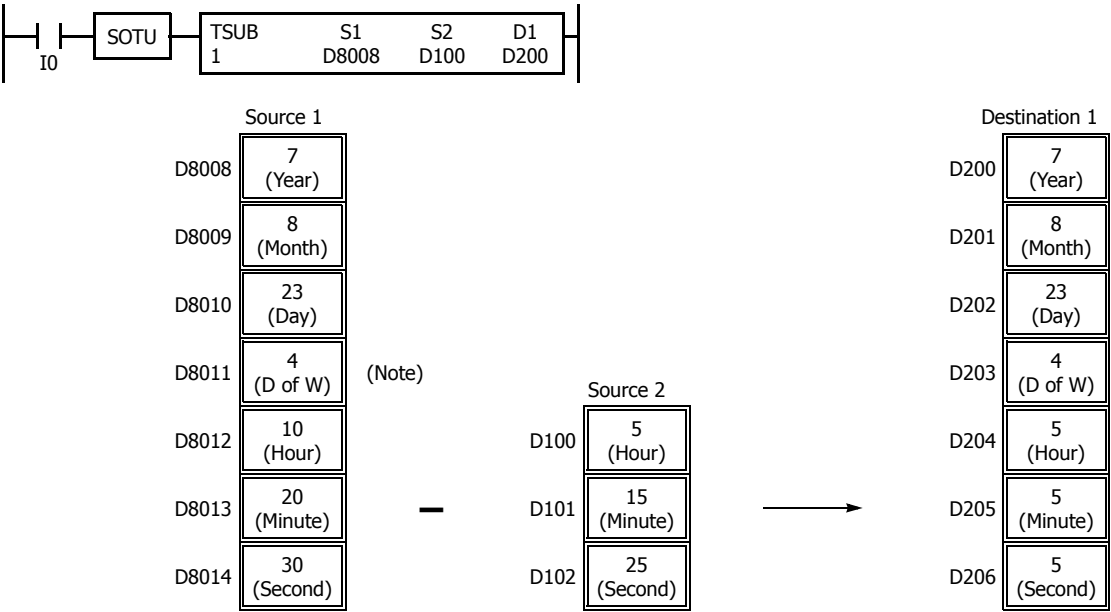 I0
SOTU
TSUB S1 S2 D1
1 D8008 D100 D200
Source 1
D8008 7 (Year)
D8009 8 (Month)
D8010 23 (Day)
D8011 4 (D of W) (Note)
D8012 10 (Hour)
D8013 20 (Minute)
D8014 30 (Second)
–
Source 2
D100 5 (Hour)
D101 15 (Minute)
D102 25 (Second)
Destination 1
D200 7 (Year)
D201 8 (Month)
D202 23 (Day)
D203 4 (D of W)
D204 5 (Hour)
D205 5 (Minute)
D206 5 (Second)